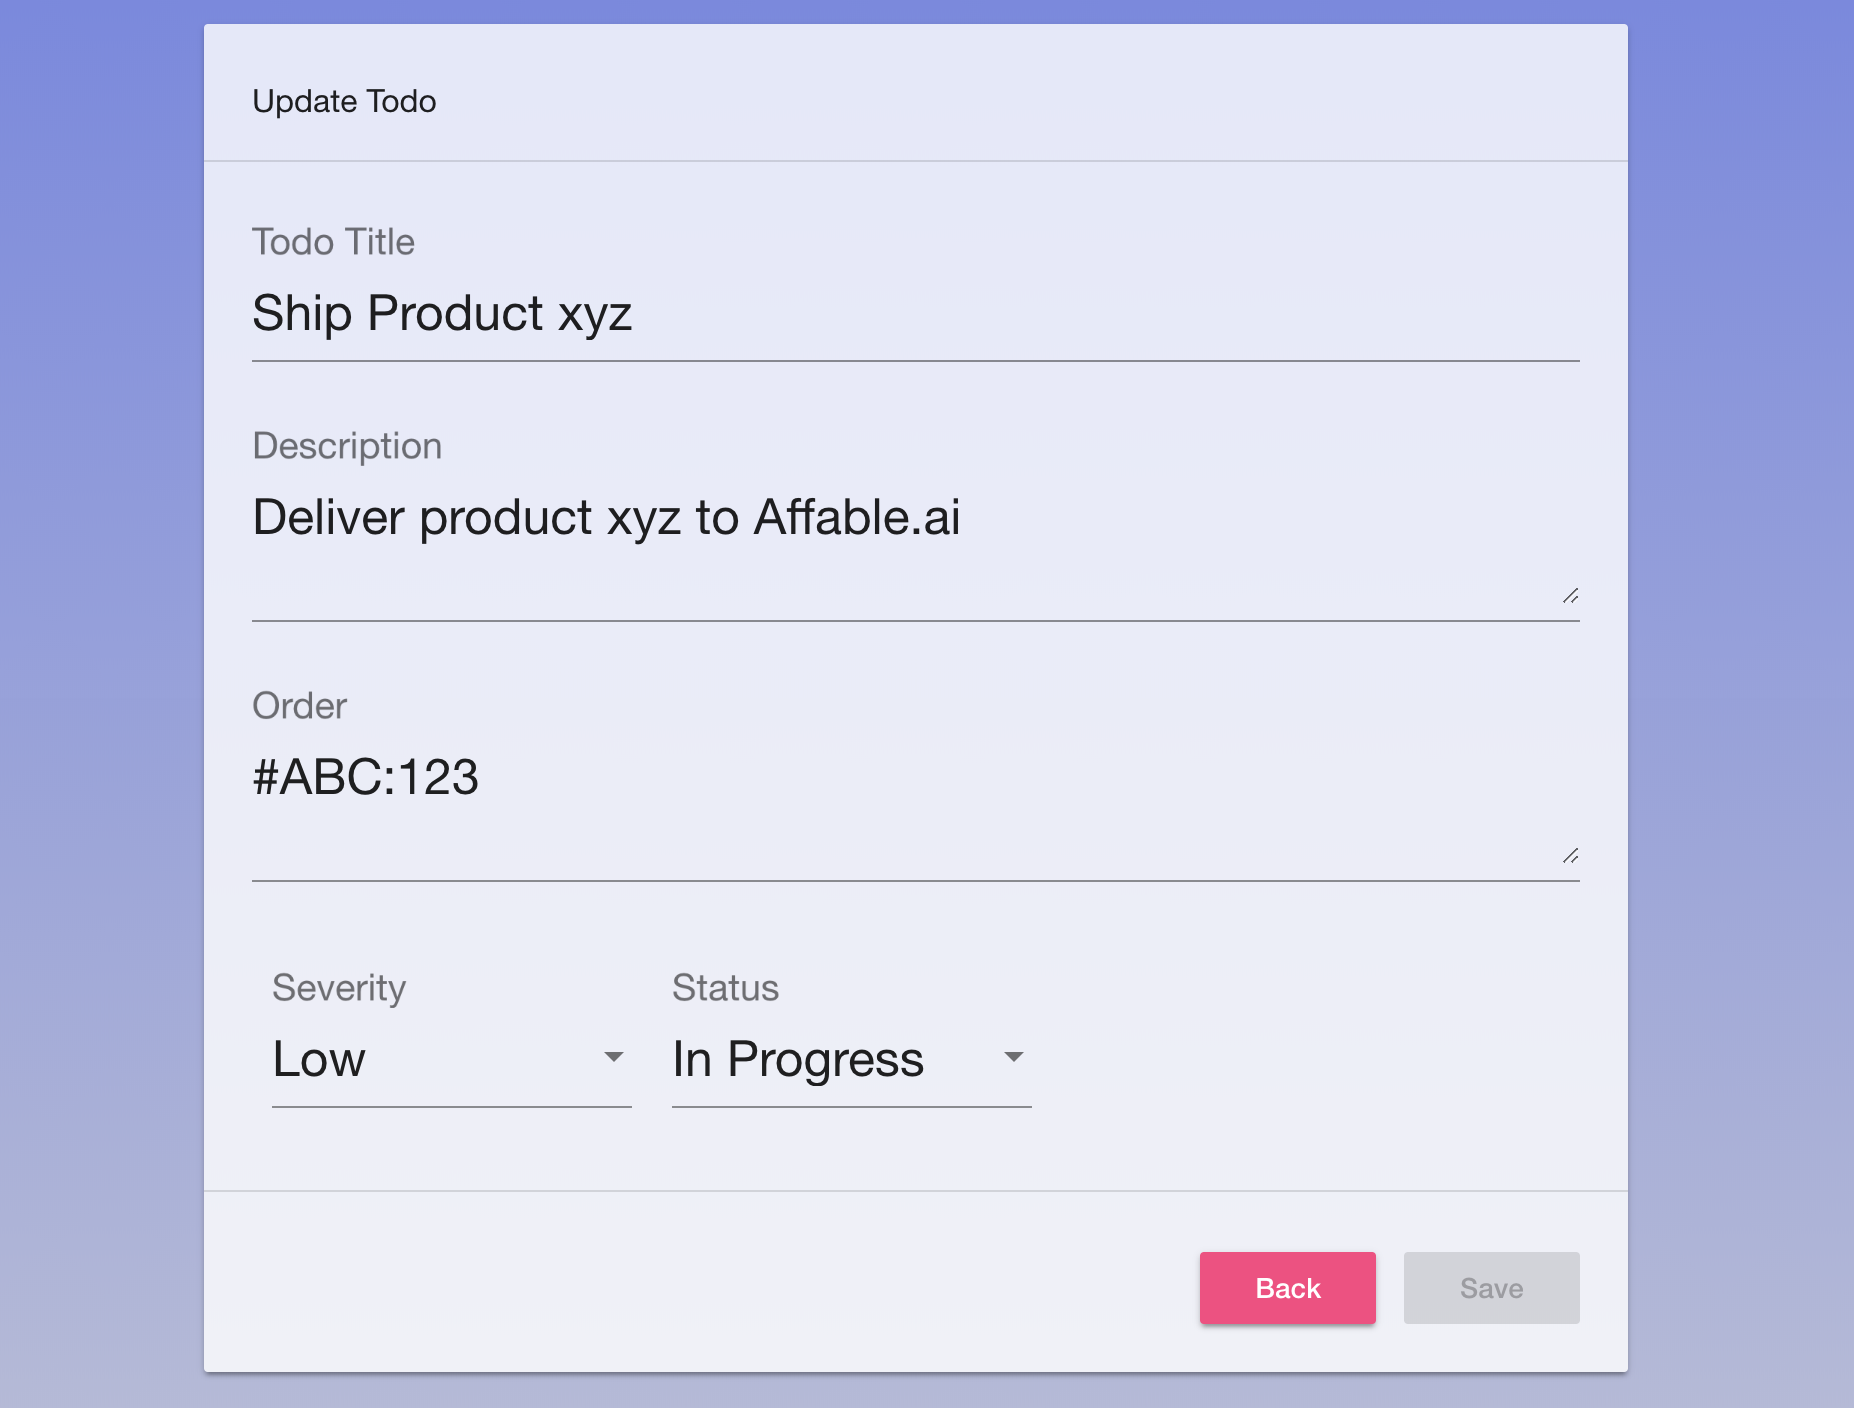 Update Todo
Todo Title
Ship Product xyz
Description
Deliver product xyz to Affable.ai
Order
#ABC:123
Severity Status
Low In Progress
Back Save